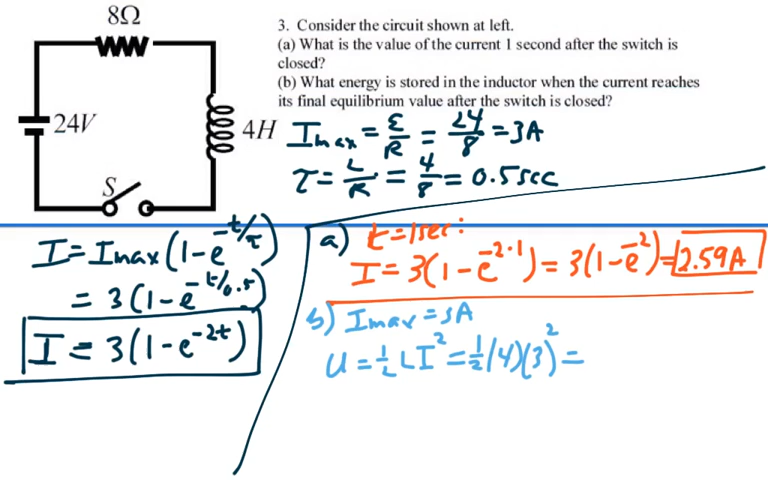 8Ω
24V
4H
S
3. Consider the circuit shown at left.
(a) What is the value of the current 1 second after the switch is
closed?
(b) What energy is stored in the inductor when the current reaches
its final equilibrium value after the switch is closed?
Imax = ε/R = 24/8 = 3A
τ = L/R = 4/8 = 0.5sec
I = Imax(1-e^-t/τ)
= 3(1-e^-t/0.5)
I = 3(1-e^-2t)
a) t=1sec:
I = 3(1-e^-2·1) = 3(1-e^-2) = 2.59A
b) Imax = 3A
U = ½LI² = ½(4)(3)² =